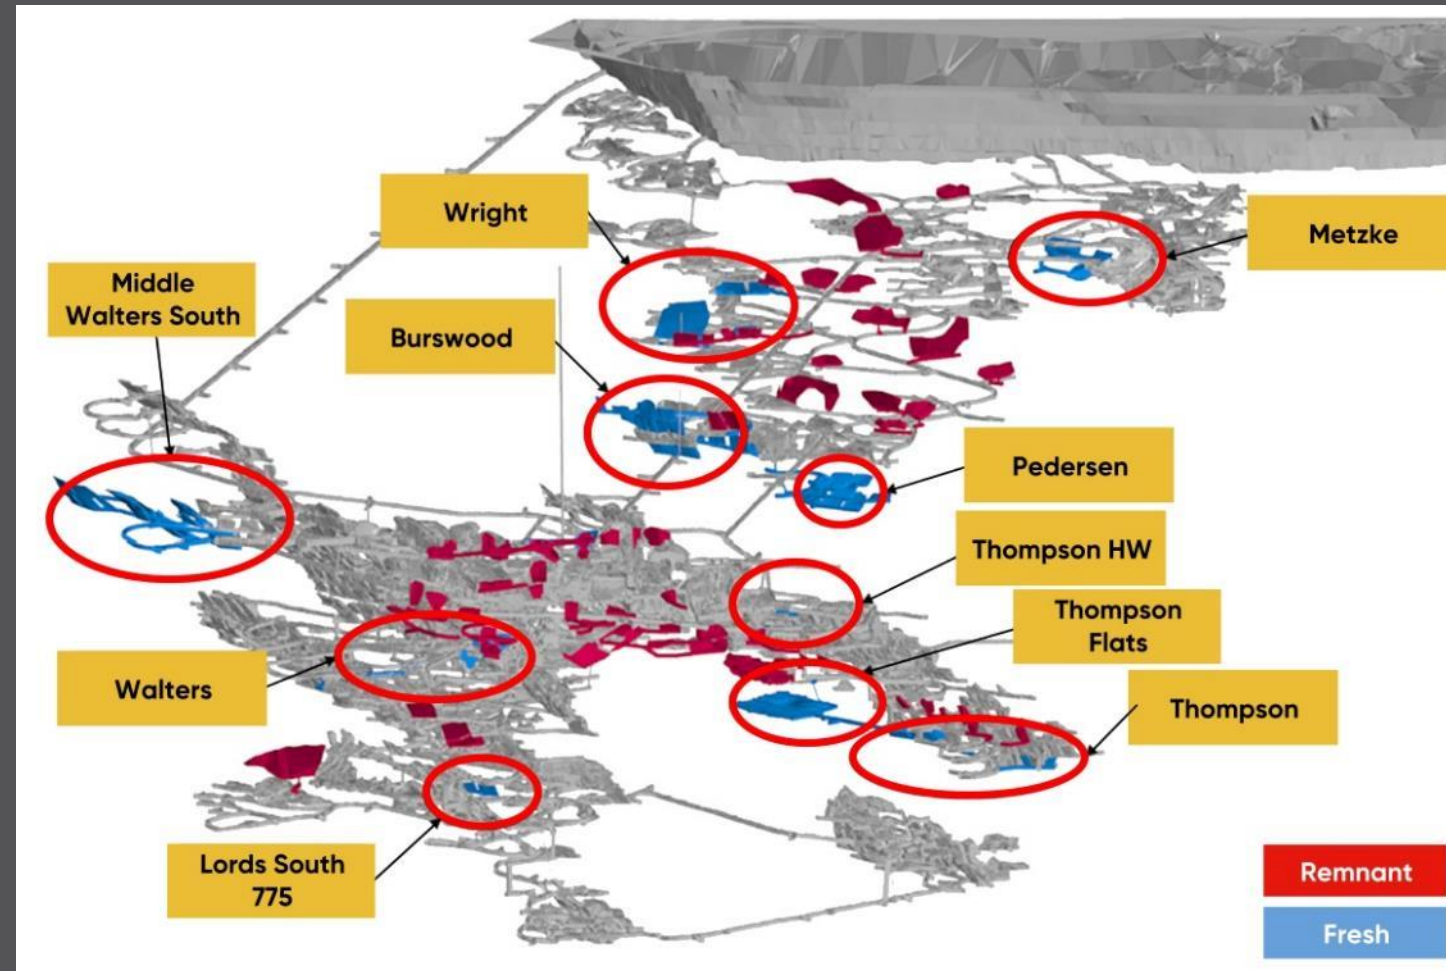 Wright
Metzke
Middle
Walters South
Burswood
Pedersen
Thompson HW
Thompson
Flats
Walters
Thompson
Lords South
775
Remnant
Fresh